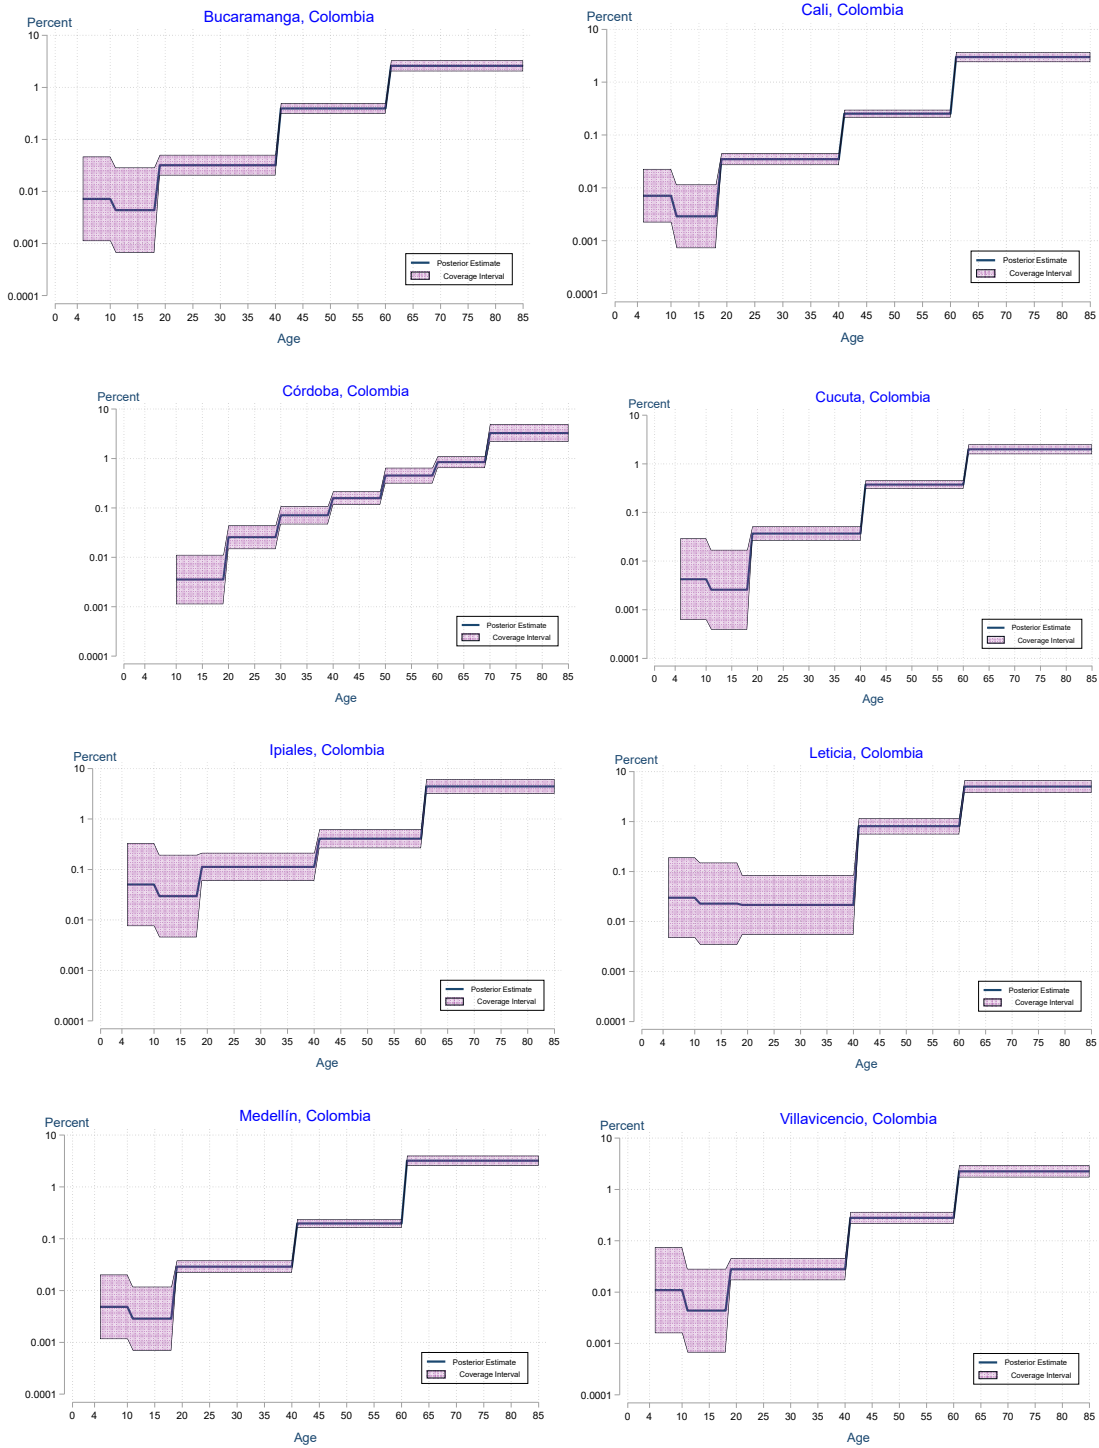 Bucaramanga, Colombia
Percent
10
1
0.1
0.01
0.001
0.0001
Posterior Estimate
Coverage Interval
0 4 10 15 20 25 30 35 40 45 50 55 60 65 70 75 80 85
Age
Cali, Colombia
Percent
10
1
0.1
0.01
0.001
0.0001
Posterior Estimate
Coverage Interval
0 4 10 15 20 25 30 35 40 45 50 55 60 65 70 75 80 85
Age
Córdoba, Colombia
Percent
10
1
0.1
0.01
0.001
0.0001
Posterior Estimate
Coverage Interval
0 4 10 15 20 25 30 35 40 45 50 55 60 65 70 75 80 85
Age
Cucuta, Colombia
Percent
10
1
0.1
0.01
0.001
0.0001
Posterior Estimate
Coverage Interval
0 4 10 15 20 25 30 35 40 45 50 55 60 65 70 75 80 85
Age
Ipiales, Colombia
Percent
10
1
0.1
0.01
0.001
0.0001
Posterior Estimate
Coverage Interval
0 4 10 15 20 25 30 35 40 45 50 55 60 65 70 75 80 85
Age
Leticia, Colombia
Percent
10
1
0.1
0.01
0.001
0.0001
Posterior Estimate
Coverage Interval
0 4 10 15 20 25 30 35 40 45 50 55 60 65 70 75 80 85
Age
Medellín, Colombia
Percent
10
1
0.1
0.01
0.001
0.0001
Posterior Estimate
Coverage Interval
0 4 10 15 20 25 30 35 40 45 50 55 60 65 70 75 80 85
Age
Villavicencio, Colombia
Percent
10
1
0.1
0.01
0.001
0.0001
Posterior Estimate
Coverage Interval
0 4 10 15 20 25 30 35 40 45 50 55 60 65 70 75 80 85
Age